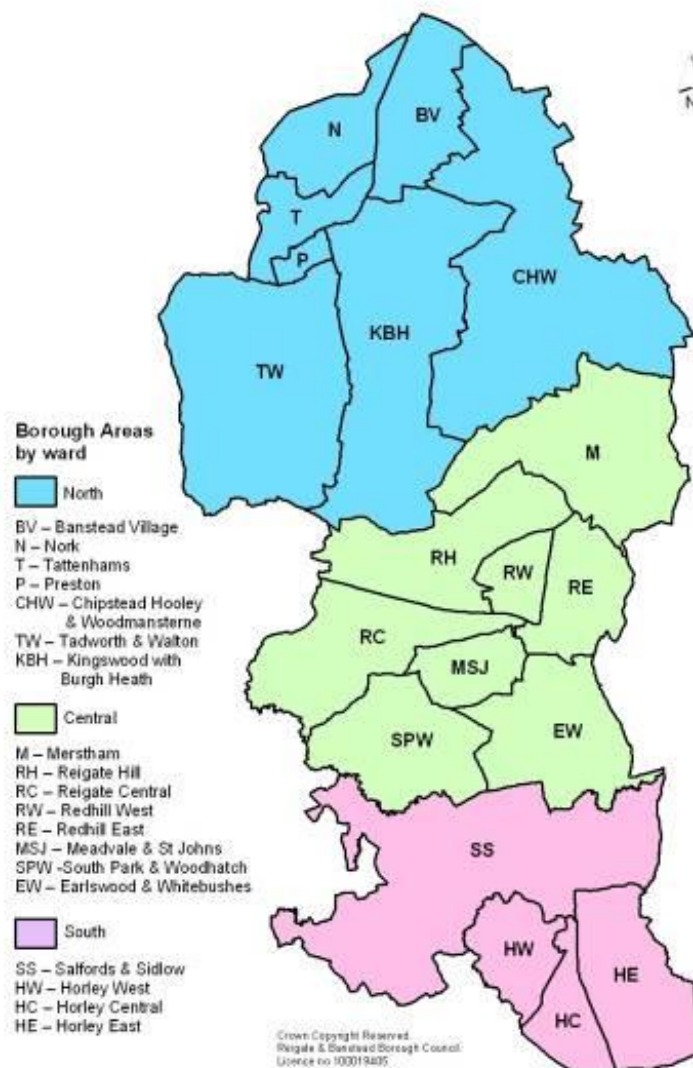 N
BV
T
P
CHW
KBH
TW
M
RH
RW
RE
RC
MSJ
SPW
EW
SS
HW
HE
HC
Borough Areas
by ward
North
BV – Banstead Village
N – Nork
T – Tattenhams
P – Preston
CHW – Chipstead Hooley
& Woodmansterne
TW – Tadworth & Walton
KBH – Kingswood with
Burgh Heath
Central
M – Merstham
RH – Reigate Hill
RC – Reigate Central
RW – Redhill West
RE – Redhill East
MSJ – Meadvale & St Johns
SPW -South Park & Woodhatch
EW – Earlswood & Whitebushes
South
SS – Salfords & Sidlow
HW – Horley West
HC – Horley Central
HE – Horley East
Crown Copyright Reserved.
Reigate & Banstead Borough Council.
Licence no 100019405